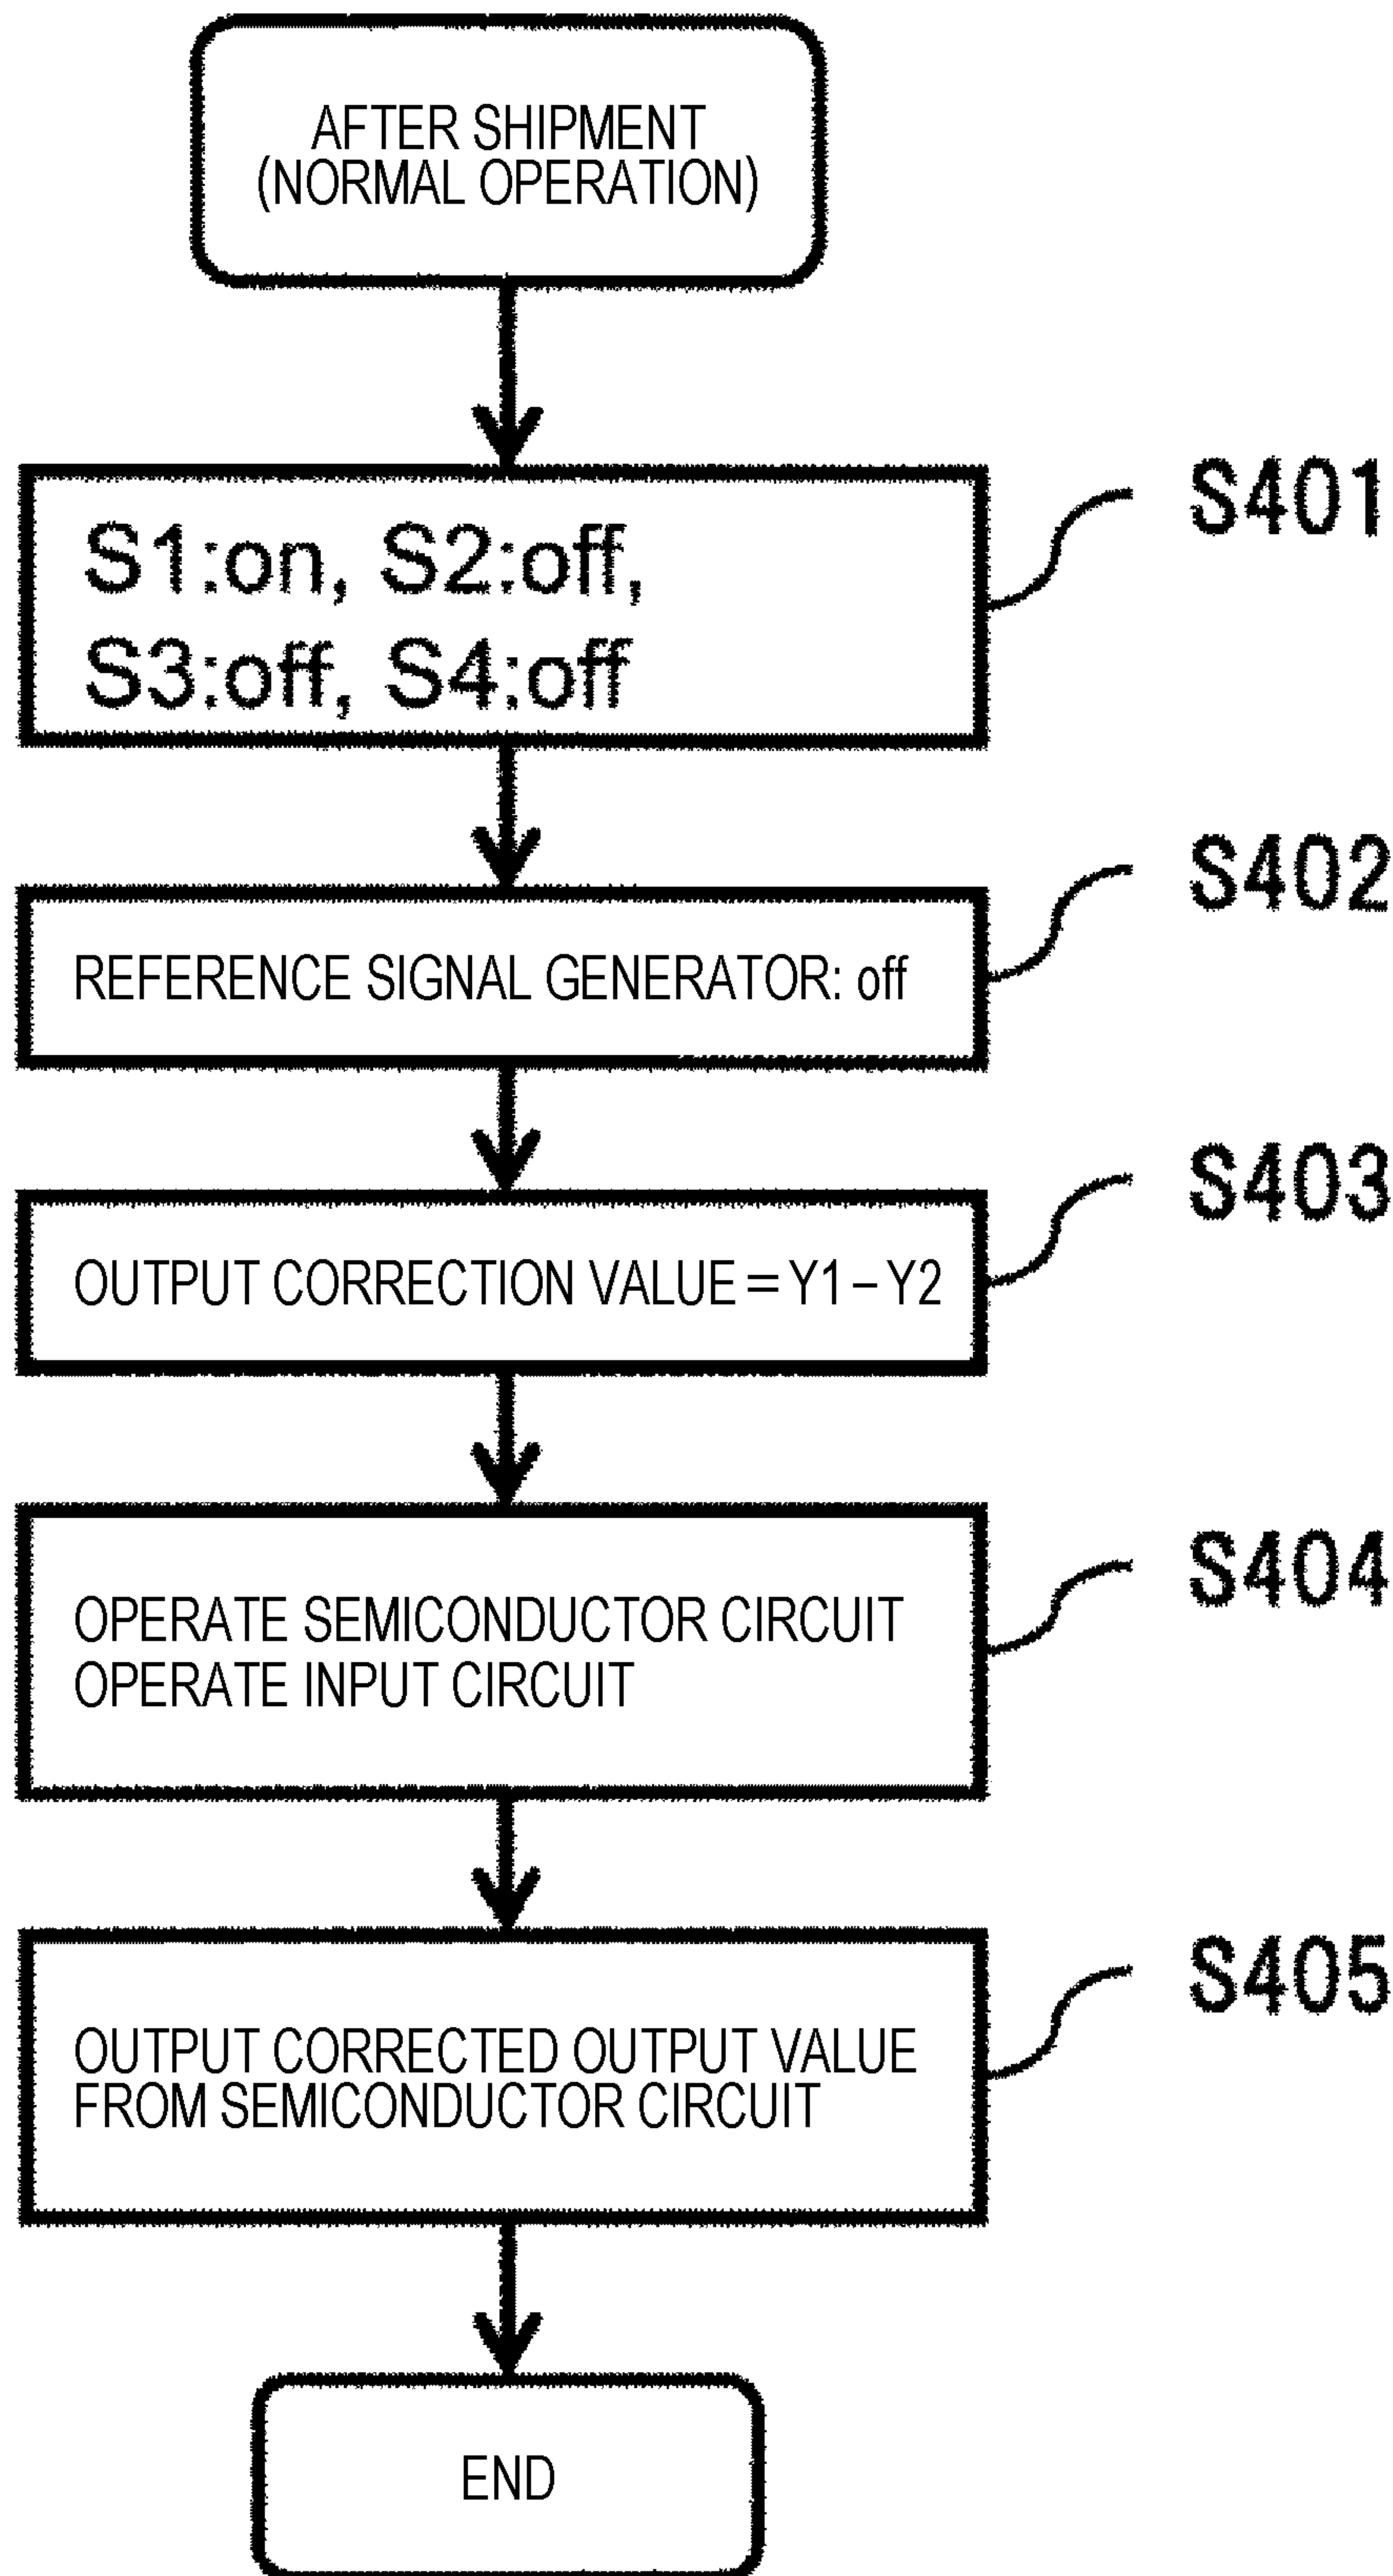 AFTER SHIPMENT
(NORMAL OPERATION)
S1:on, S2:off,
S3:off, S4:off
S401
REFERENCE SIGNAL GENERATOR: off
S402
OUTPUT CORRECTION VALUE = Y1 – Y2
S403
OPERATE SEMICONDUCTOR CIRCUIT
OPERATE INPUT CIRCUIT
S404
OUTPUT CORRECTED OUTPUT VALUE
FROM SEMICONDUCTOR CIRCUIT
S405
END